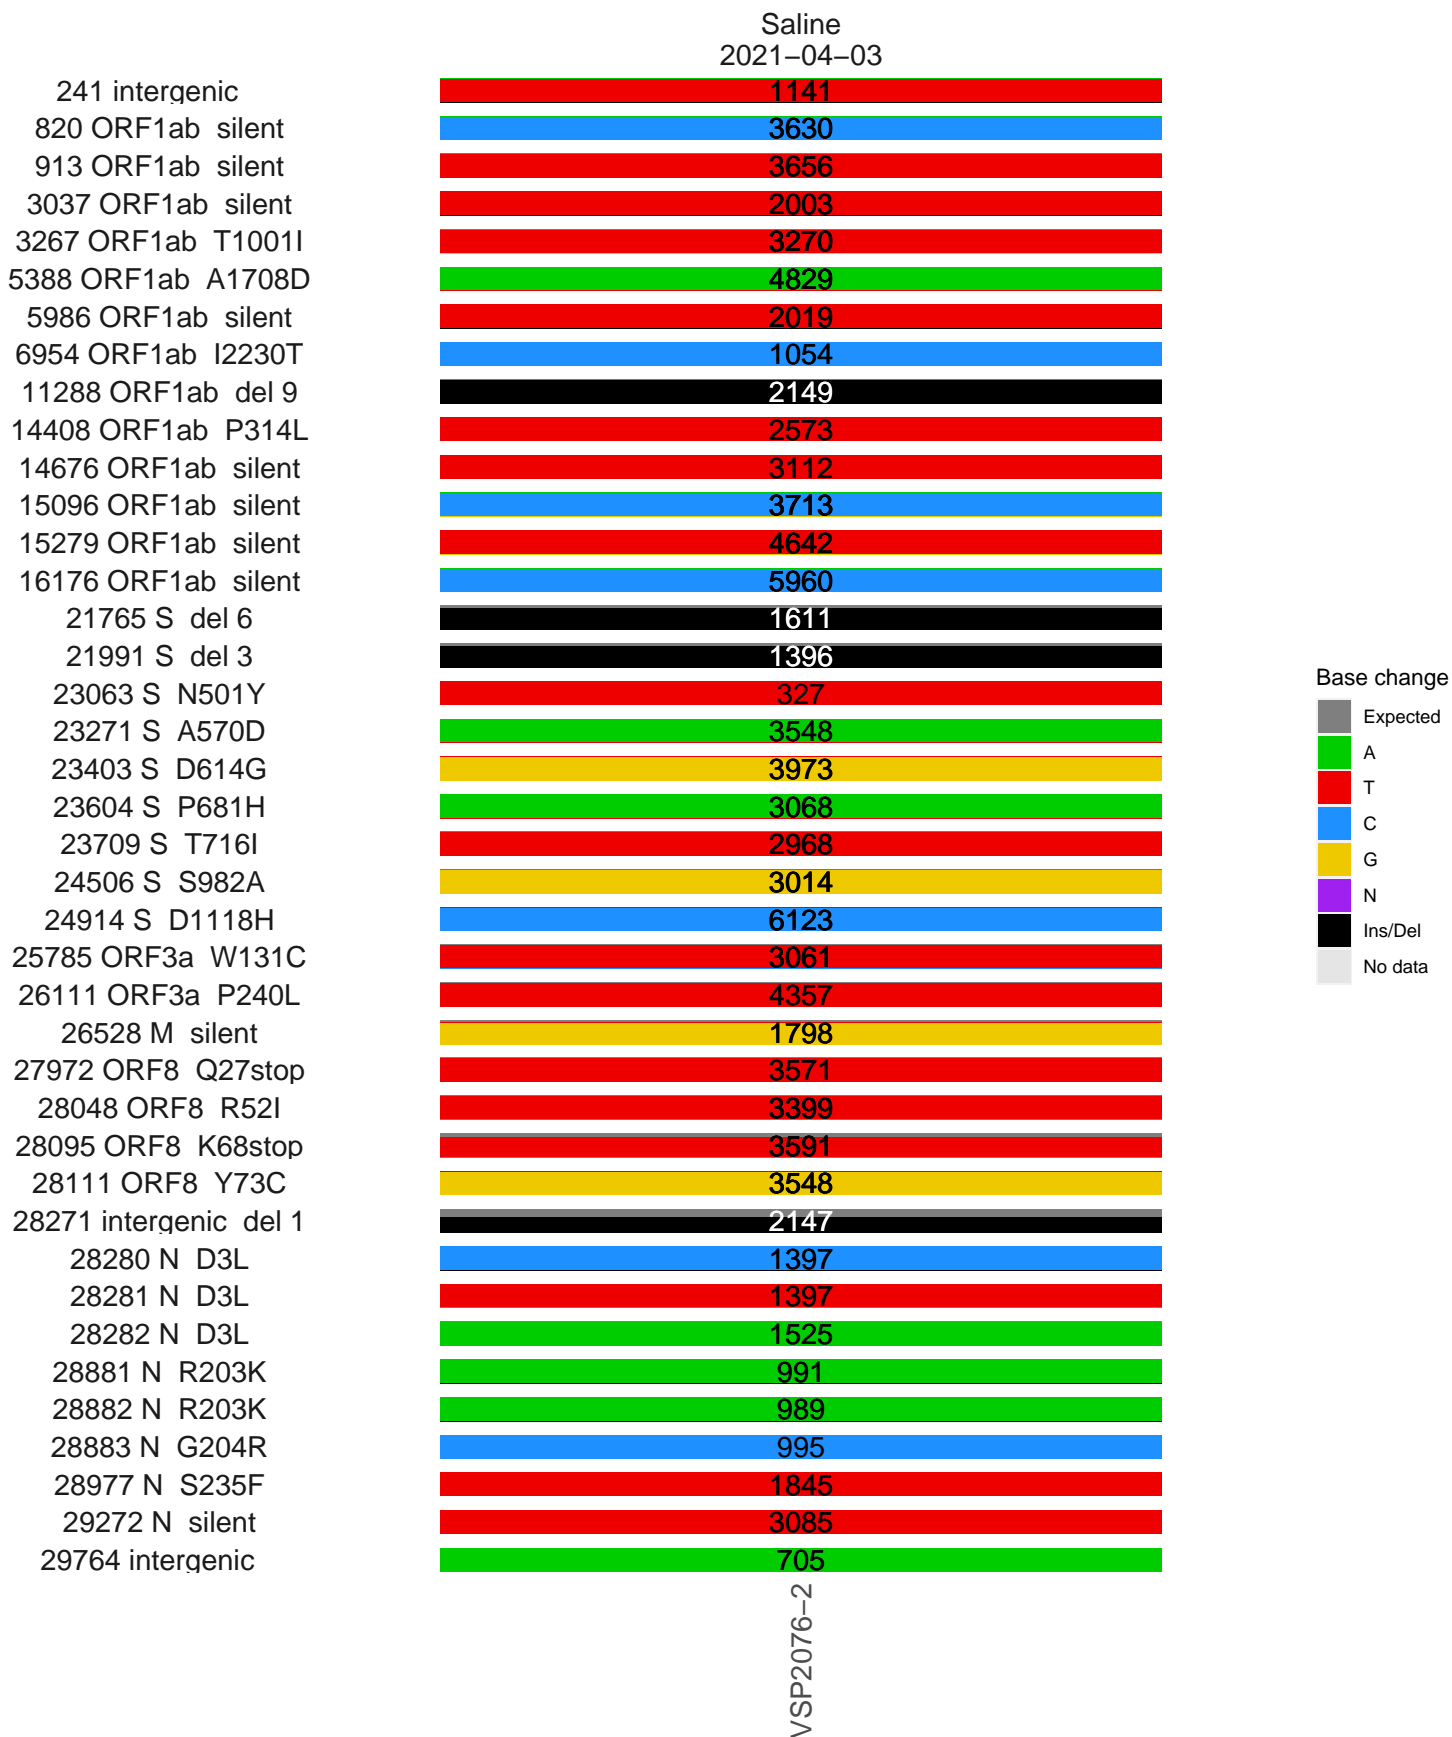 Saline
2021−04−03
241 intergenic 1141
820 ORF1ab silent 3630
913 ORF1ab silent 3656
3037 ORF1ab silent 2003
3267 ORF1ab T1001I 3270
5388 ORF1ab A1708D 4829
5986 ORF1ab silent 2019
6954 ORF1ab I2230T 1054
11288 ORF1ab del 9 2149
14408 ORF1ab P314L 2573
14676 ORF1ab silent 3112
15096 ORF1ab silent 3713
15279 ORF1ab silent 4642
16176 ORF1ab silent 5960
21765 S del 6 1611
21991 S del 3 1396
23063 S N501Y 327
23271 S A570D 3548
23403 S D614G 3973
23604 S P681H 3068
23709 S T716I 2968
24506 S S982A 3014
24914 S D1118H 6123
25785 ORF3a W131C 3061
26111 ORF3a P240L 4357
26528 M silent 1798
27972 ORF8 Q27stop 3571
28048 ORF8 R52I 3399
28095 ORF8 K68stop 3591
28111 ORF8 Y73C 3548
28271 intergenic del 1 2147
28280 N D3L 1397
28281 N D3L 1397
28282 N D3L 1525
28881 N R203K 991
28882 N R203K 989
28883 N G204R 995
28977 N S235F 1845
29272 N silent 3085
29764 intergenic 705
VSP2076−2
Base change
Expected
A
T
C
G
N
Ins/Del
No data